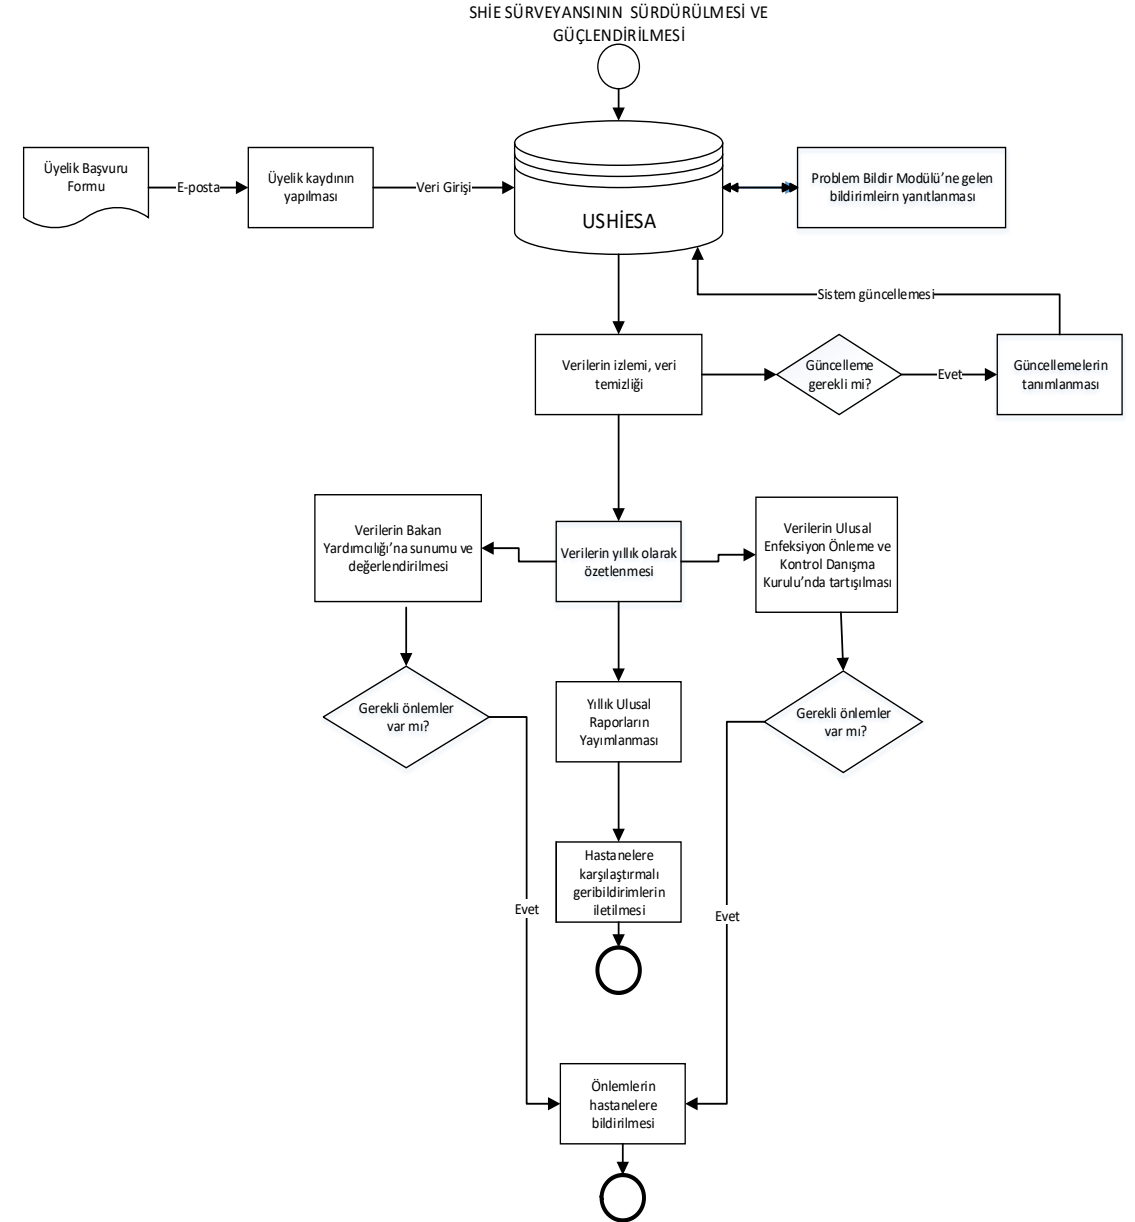 SHİE SÜRVEYANSININ SÜRDÜRÜLMESİ VE
GÜÇLENDİRİLMESİ
Üyelik Başvuru
Formu
E-posta
Üyelik kaydının
yapılması
Veri Girişi
USHİESA
Problem Bildir Modülü’ne gelen
bildirimleirn yanıtlanması
Sistem güncellemesi
Verilerin izlemi, veri
temizliği
Güncelleme
gerekli mi?
Evet
Güncellemelerin
tanımlanması
Verilerin Bakan
Yardımcılığı’na sunumu ve
değerlendirilmesi
Verilerin yıllık olarak
özetlenmesi
Verilerin Ulusal
Enfeksiyon Önleme ve
Kontrol Danışma
Kurulu’nda tartışılması
Gerekli önlemler
var mı?
Yıllık Ulusal
Raporların
Yayımlanması
Gerekli önlemler
var mı?
Hastanelere
karşılaştırmalı
geribildirimlerin
iletilmesi
Evet
Evet
Önlemlerin
hastanelere
bildirilmesi